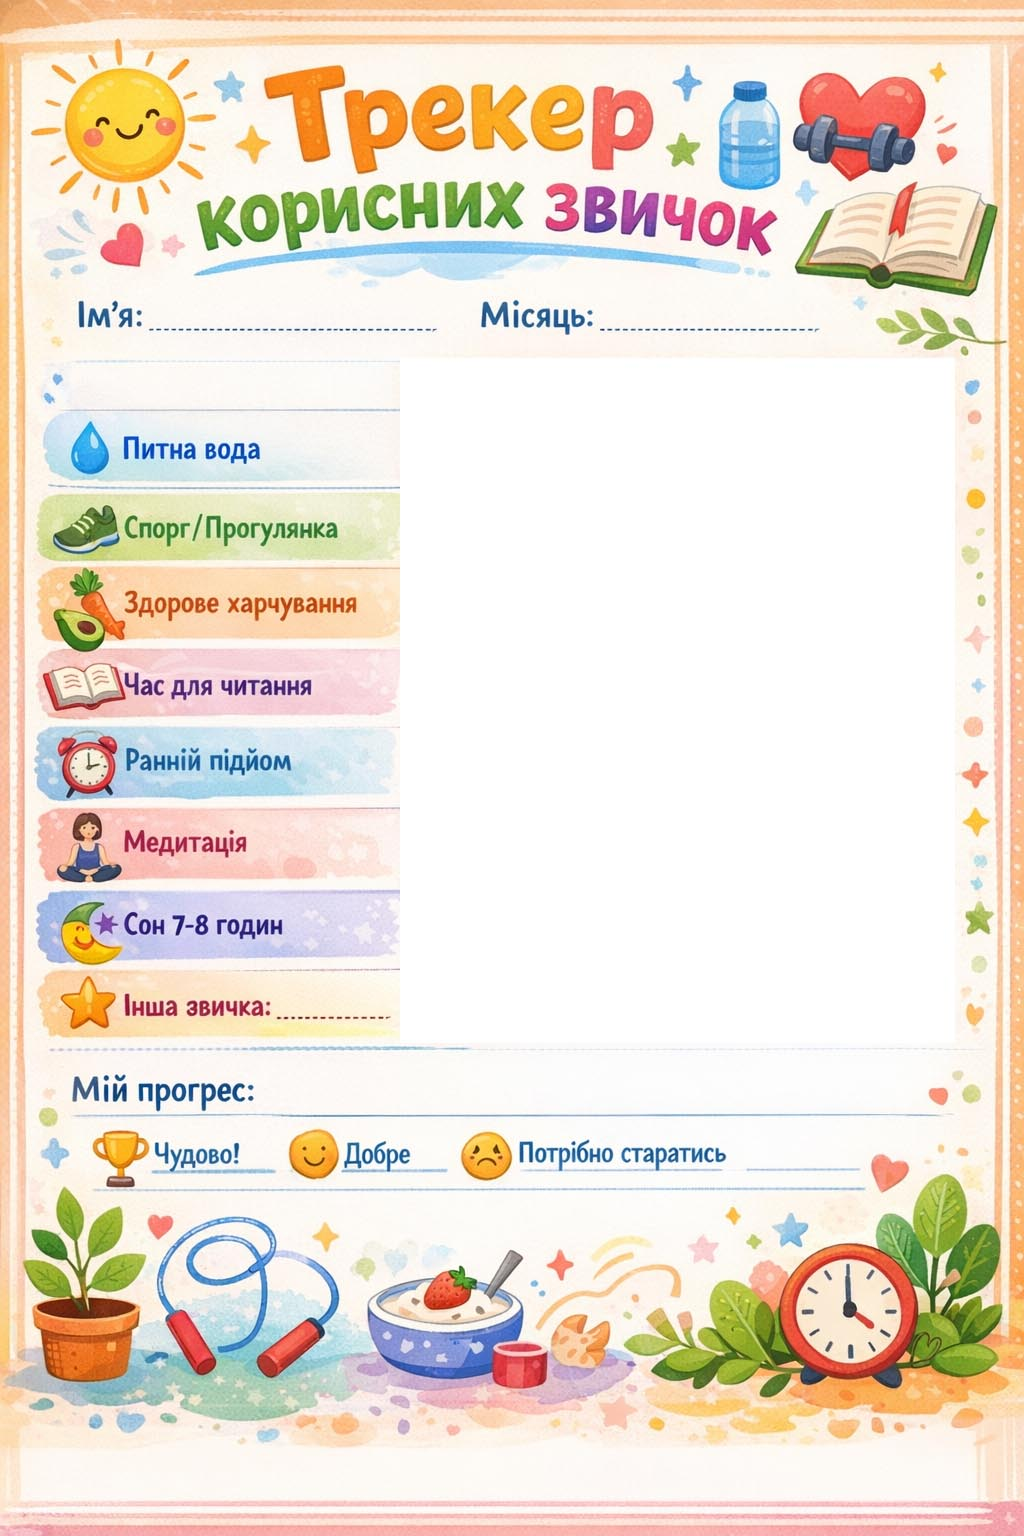 Трекер
корисних звичок
Ім'я:
Місяць:
Питна вода
Спорг/Прогулянка
Здорове харчування
Час для читання
Ранній підйом
Медитація
Сон 7-8 годин
Інша звичка:
Мій прогрес:
Чудово! Добре Потрібно старатись